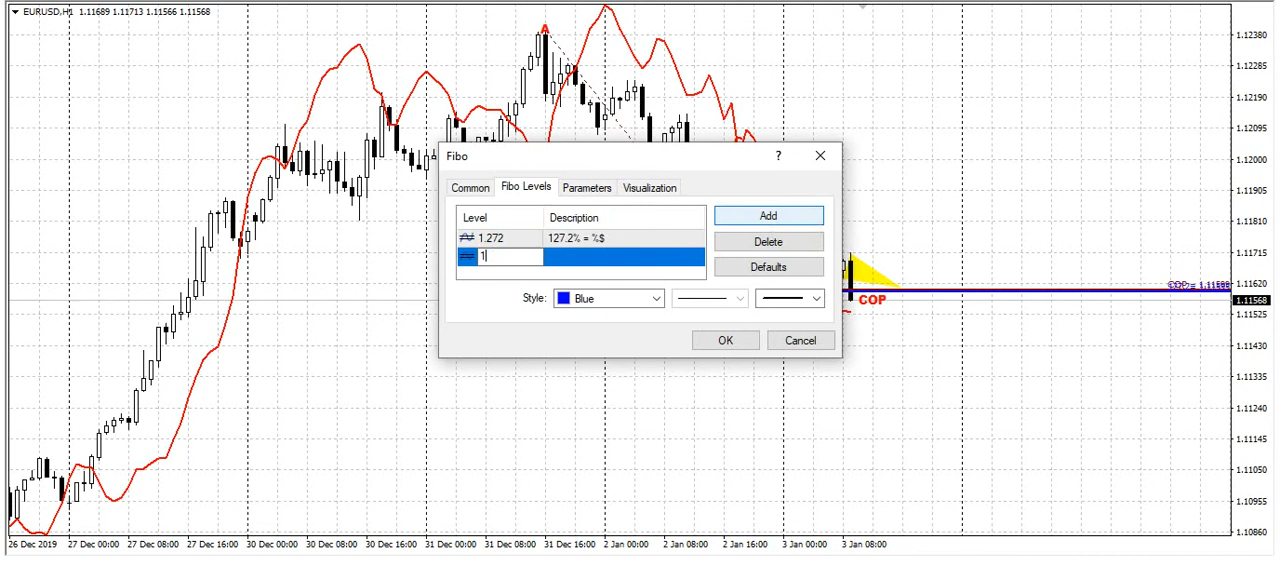 EURUSD,H1 1.11689 1.11713 1.11566 1.11568
A
1.12380
1.12285
1.12190
1.12095
1.12000
1.11905
1.11810
1.11715
1.11620
1.11568
1.11525
1.11430
1.11335
1.11240
1.11145
1.11050
1.10955
1.10860
Fibo
?
Common Fibo Levels Parameters Visualization
Level Description
1.272 127.2% = %$
1
Add
Delete
Defaults
Style: Blue
OK Cancel
COP
26 Dec 2019 27 Dec 00:00 27 Dec 08:00 27 Dec 16:00 30 Dec 00:00 30 Dec 08:00 30 Dec 16:00 31 Dec 00:00 31 Dec 08:00 31 Dec 16:00 2 Jan 00:00 2 Jan 08:00 2 Jan 16:00 3 Jan 00:00 3 Jan 08:00